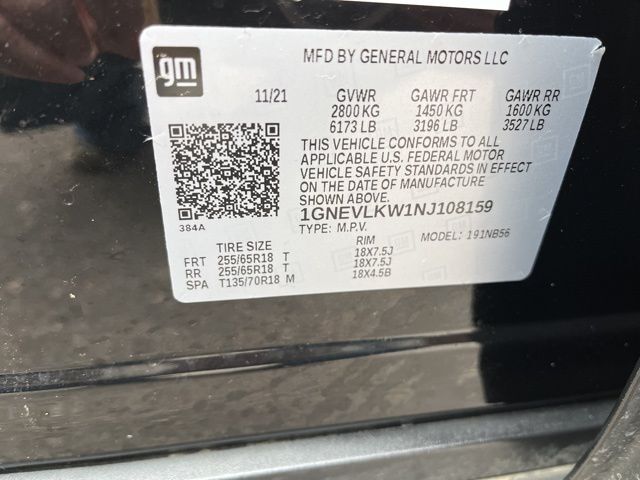 gm
MFD BY GENERAL MOTORS LLC
11/21 GVWR GAWR FRT GAWR RR
2800 KG 1450 KG 1600 KG
6173 LB 3196 LB 3527 LB
THIS VEHICLE CONFORMS TO ALL
APPLICABLE U.S. FEDERAL MOTOR
VEHICLE SAFETY STANDARDS IN EFFECT
ON THE DATE OF MANUFACTURE
SHOWN ABOVE.
1GNEVLKW1NJ108159
384A
TYPE: M.P.V. MODEL: 191NB56
TIRE SIZE RIM
FRT 255/65R18 T 18X7.5J
RR 255/65R18 T 18X7.5J
SPA T135/70R18 M 18X4.5B